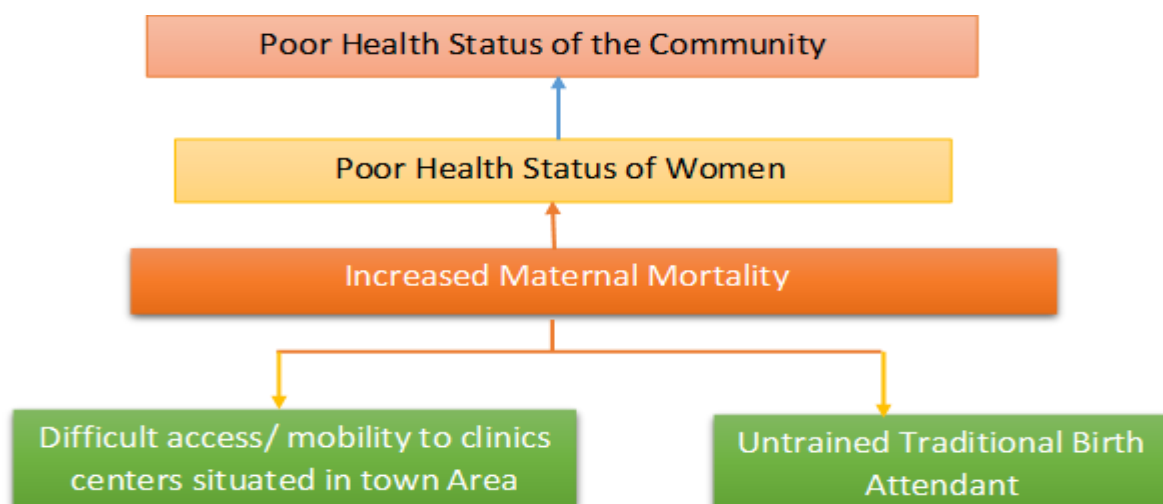 Poor Health Status of the Community
Poor Health Status of Women
Increased Maternal Mortality
Difficult access/ mobility to clinics
centers situated in town Area
Untrained Traditional Birth
Attendant